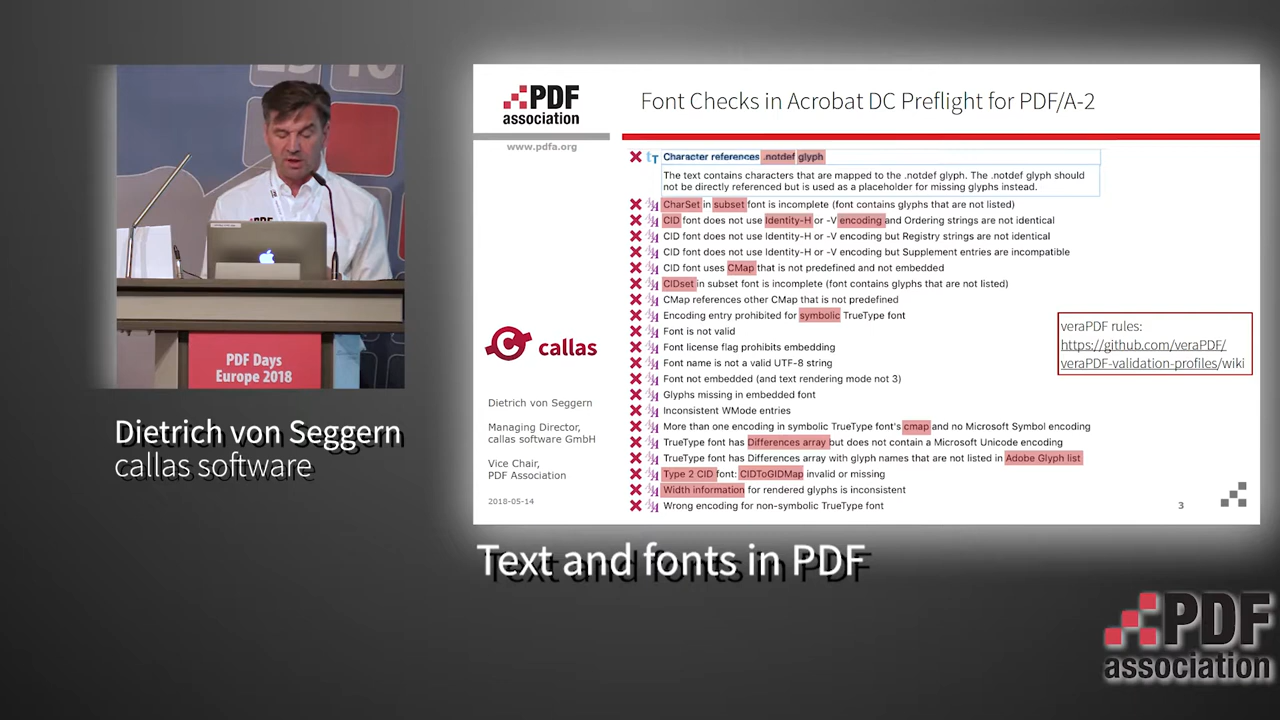 PDF
association
www.pdfa.org
Font Checks in Acrobat DC Preflight for PDF/A-2
Character references .notdef glyph
The text contains characters that are mapped to the .notdef glyph. The .notdef glyph should
not be directly referenced but is used as a placeholder for missing glyphs instead.
CharSet in subset font is incomplete (font contains glyphs that are not listed)
CID font does not use Identity-H or -V encoding and Ordering strings are not identical
CID font does not use Identity-H or -V encoding but Registry strings are not identical
CID font does not use Identity-H or -V encoding but Supplement entries are incompatible
CID font uses CMap that is not predefined and not embedded
CIDset in subset font is incomplete (font contains glyphs that are not listed)
CMap references other CMap that is not predefined
Encoding entry prohibited for symbolic TrueType font
Font is not valid
Font license flag prohibits embedding
Font name is not a valid UTF-8 string
Font not embedded (and text rendering mode not 3)
Glyphs missing in embedded font
Inconsistent WMode entries
More than one encoding in symbolic TrueType font's cmap and no Microsoft Symbol encoding
TrueType font has Differences array but does not contain a Microsoft Unicode encoding
TrueType font has Differences array with glyph names that are not listed in Adobe Glyph list
Type 2 CID font: CIDToGIDMap invalid or missing
Width information for rendered glyphs is inconsistent
Wrong encoding for non-symbolic TrueType font
veraPDF rules:
https://github.com/veraPDF/
veraPDF-validation-profiles/wiki
callas
Dietrich von Seggern
Managing Director,
callas software GmbH
Vice Chair,
PDF Association
2018-05-14
3
PDF
PDF Days
Europe 2018
Dietrich von Seggern
callas software
Text and fonts in PDF
PDF
association